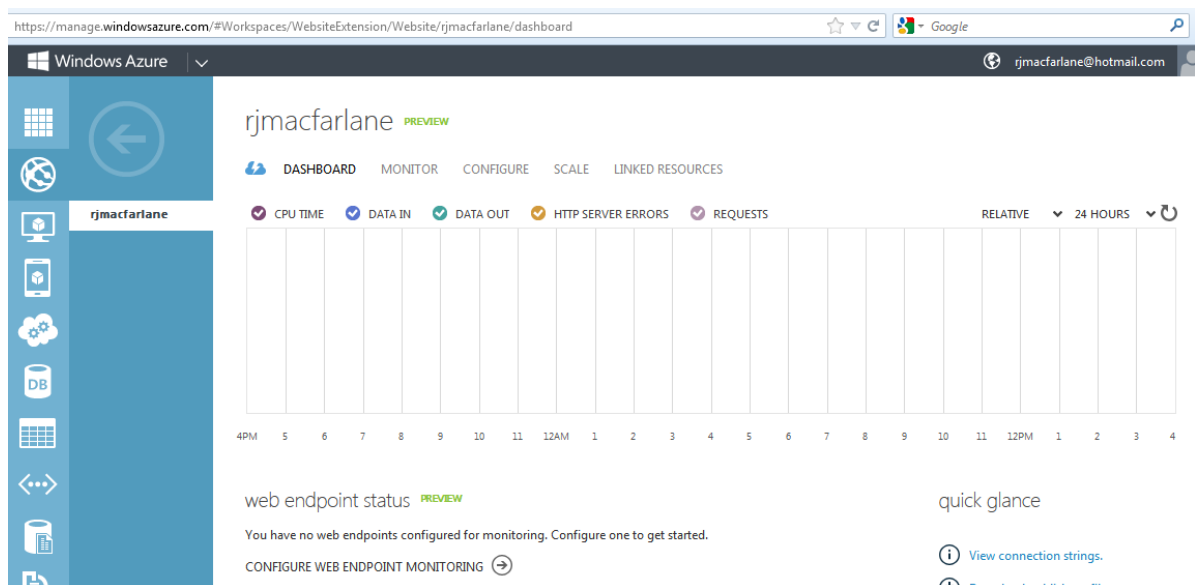 https://manage.windowsazure.com/#Workspaces/WebsiteExtension/Website/rjmacfarlane/dashboard Google
Windows Azure rjmacfarlane@hotmail.com
rjmacfarlane PREVIEW
DASHBOARD MONITOR CONFIGURE SCALE LINKED RESOURCES
rjmacfarlane
CPU TIME DATA IN DATA OUT HTTP SERVER ERRORS REQUESTS RELATIVE 24 HOURS
4PM 5 6 7 8 9 10 11 12AM 1 2 3 4 5 6 7 8 9 10 11 12PM 1 2 3 4
DB
web endpoint status PREVIEW
You have no web endpoints configured for monitoring. Configure one to get started.
CONFIGURE WEB ENDPOINT MONITORING
quick glance
View connection strings.